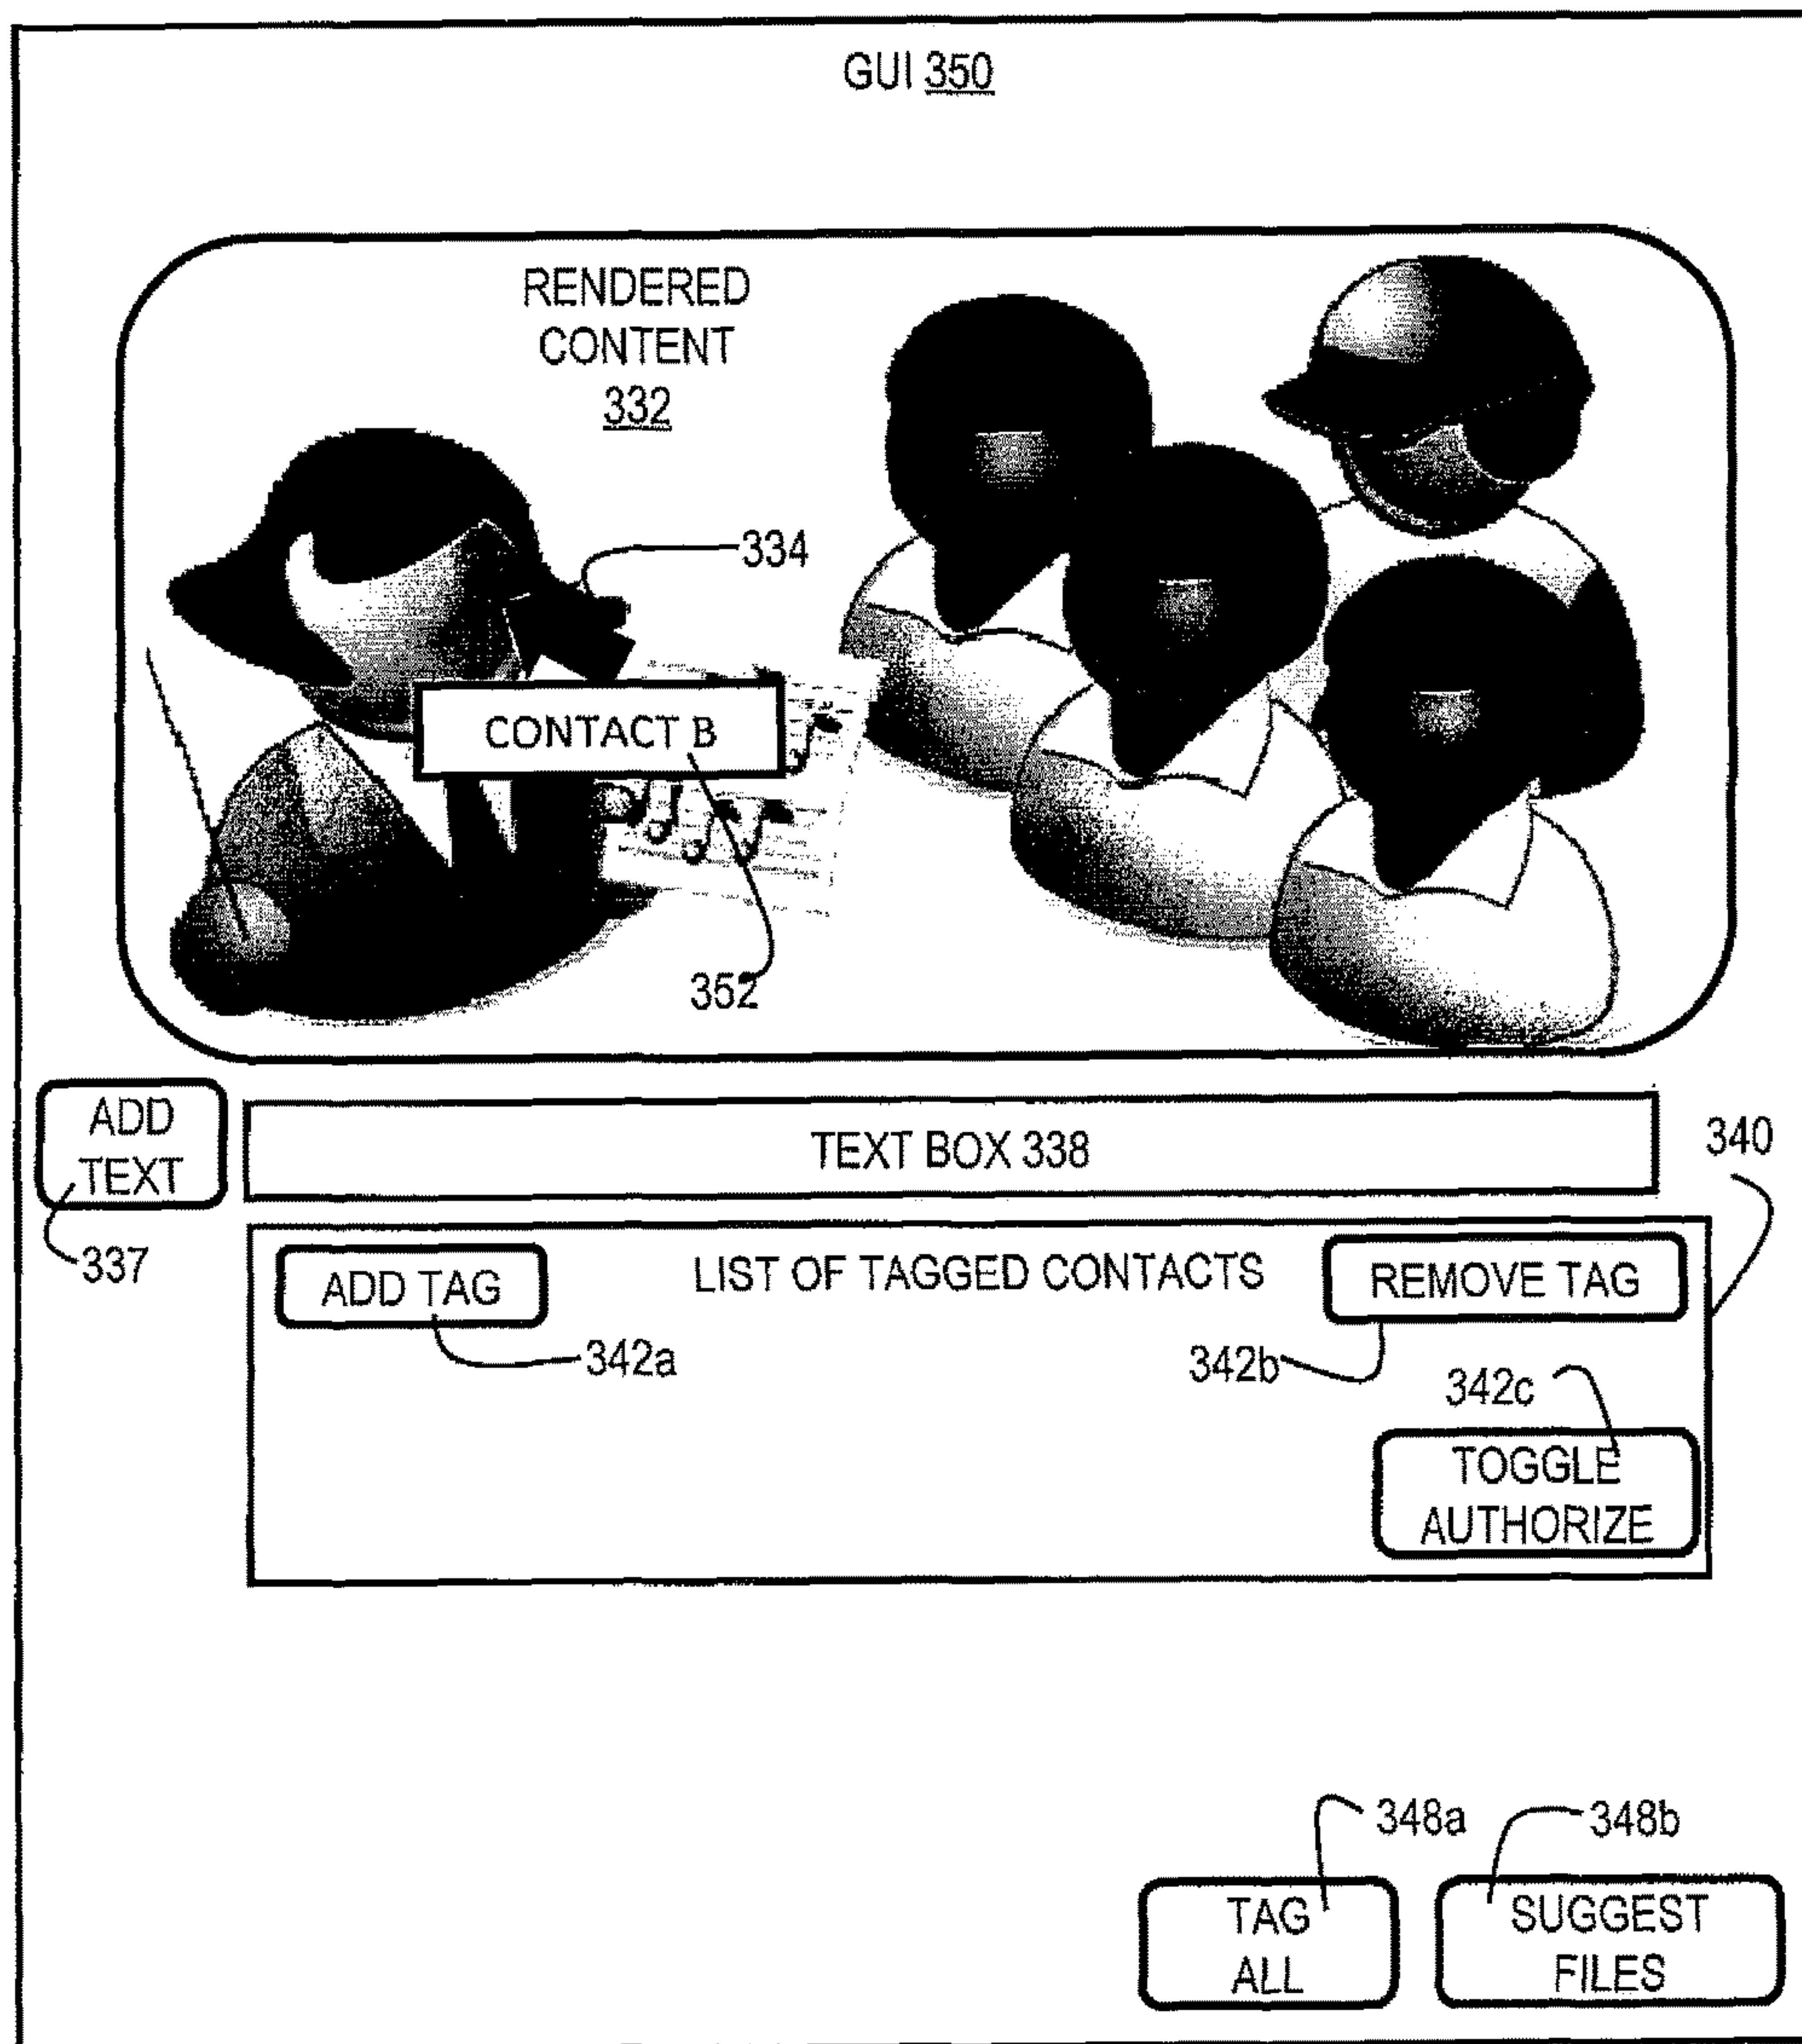 GUI 350
RENDERED
CONTENT
332
334
CONTACT B
352
ADD
TEXT
TEXT BOX 338
340
337
ADD TAG
LIST OF TAGGED CONTACTS
REMOVE TAG
342a
342b
342c
TOGGLE
AUTHORIZE
348a
348b
TAG
ALL
SUGGEST
FILES